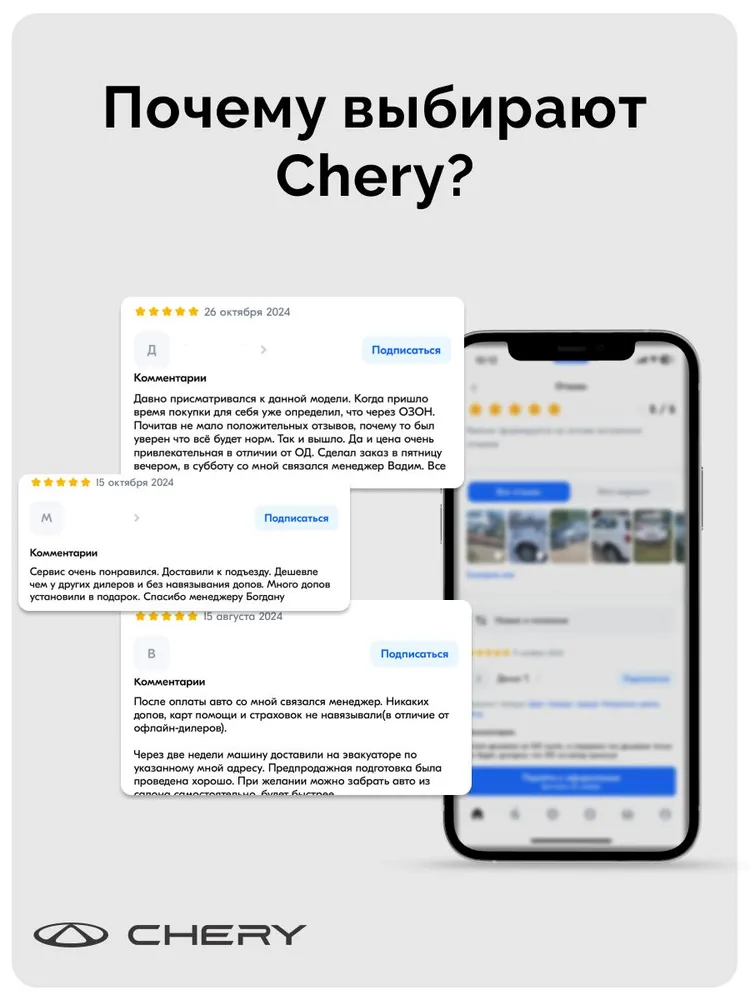 Почему выбирают
Chery?
26 октября 2024
Д
Подписаться
Комментарии
Давно присматривался к данной модели. Когда пришло
время покупки для себя уже определил, что через ОЗОН.
Почитав не мало положительных отзывов, почему то был
уверен что всё будет норм. Так и вышло. Да и цена очень
привлекательная в отличии от ОД. Сделал заказ в пятницу
вечером, в субботу со мной связался менеджер Вадим. Все
15 октября 2024
М
Подписаться
Комментарии
Сервис очень понравился. Доставили к подъезду. Дешевле
чем у других дилеров и без навязывания допов. Много допов
установили в подарок. Спасибо менеджеру Богдану
15 августа 2024
В
Подписаться
Комментарии
После оплаты авто со мной связался менеджер. Никаких
допов, карт помощи и страховок не навязывали(в отличие от
офлайн-дилеров).
Через две недели машину доставили на эвакуаторе по
указанному мной адресу. Предпродажная подготовка была
проведена хорошо. При желании можно забрать авто из
салона самостоятельно, будет быстрее
CHERY